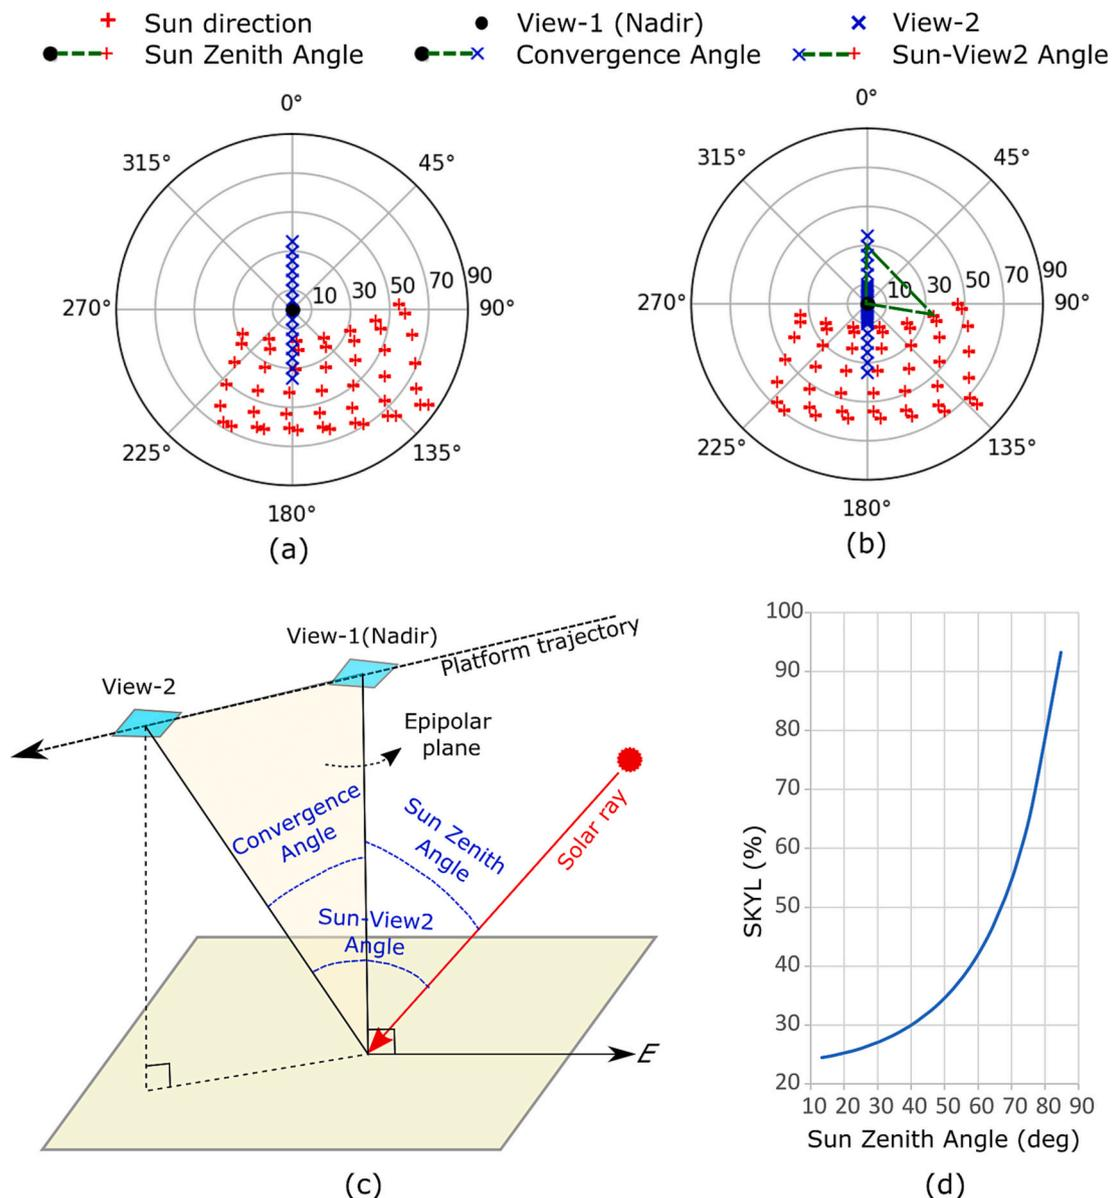 Sun direction
View-1 (Nadir)
View-2
Sun Zenith Angle
Convergence Angle
Sun-View2 Angle
0°
315°
45°
10 30 50 70 90
270°
90°
225°
135°
180°
(a)
0°
315°
45°
10 30 50 70 90
270°
90°
225°
135°
180°
(b)
View-1(Nadir)
Platform trajectory
View-2
Epipolar
plane
Convergence
Angle
Sun Zenith
Angle
Solar ray
Sun-View2
Angle
E
(c)
100
90
80
70
60
50
40
30
20
SKYL (%)
10 20 30 40 50 60 70 80 90
Sun Zenith Angle (deg)
(d)